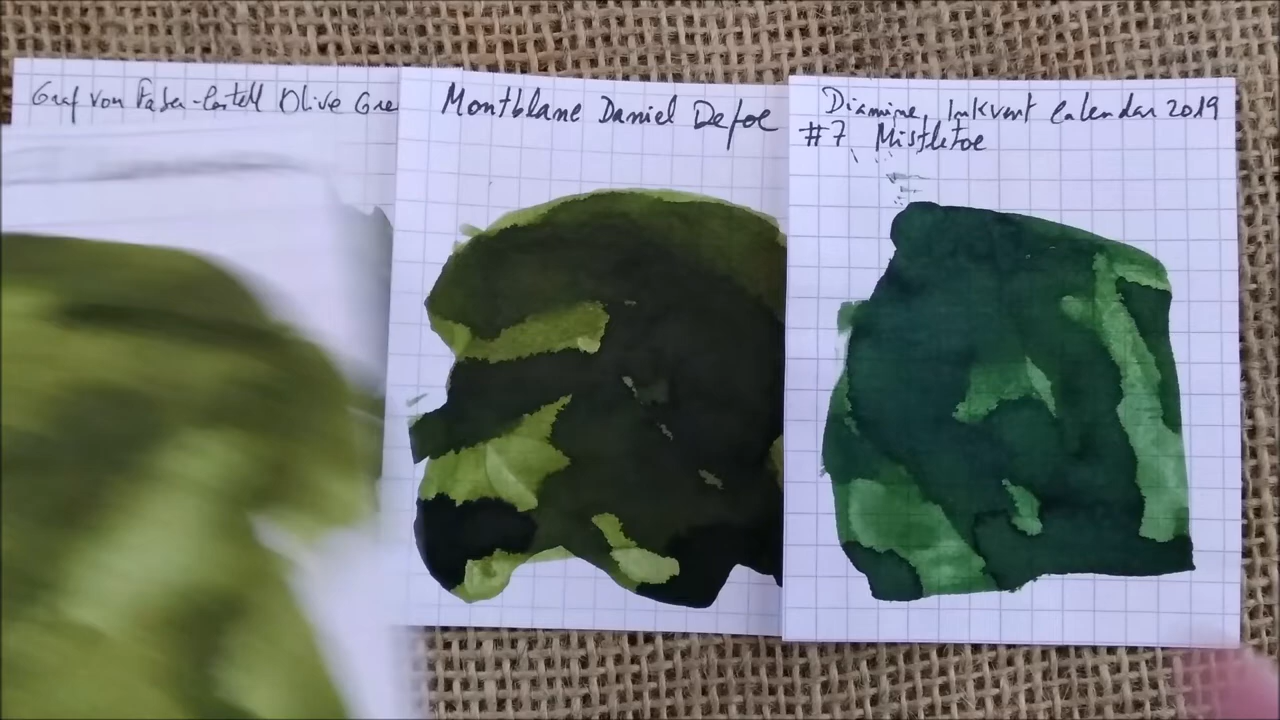 Graf von Faber-Castell Olive Gre
Montblanc Daniel Defoe
Diamine Inkvent Calendar 2019
#7 Mistletoe